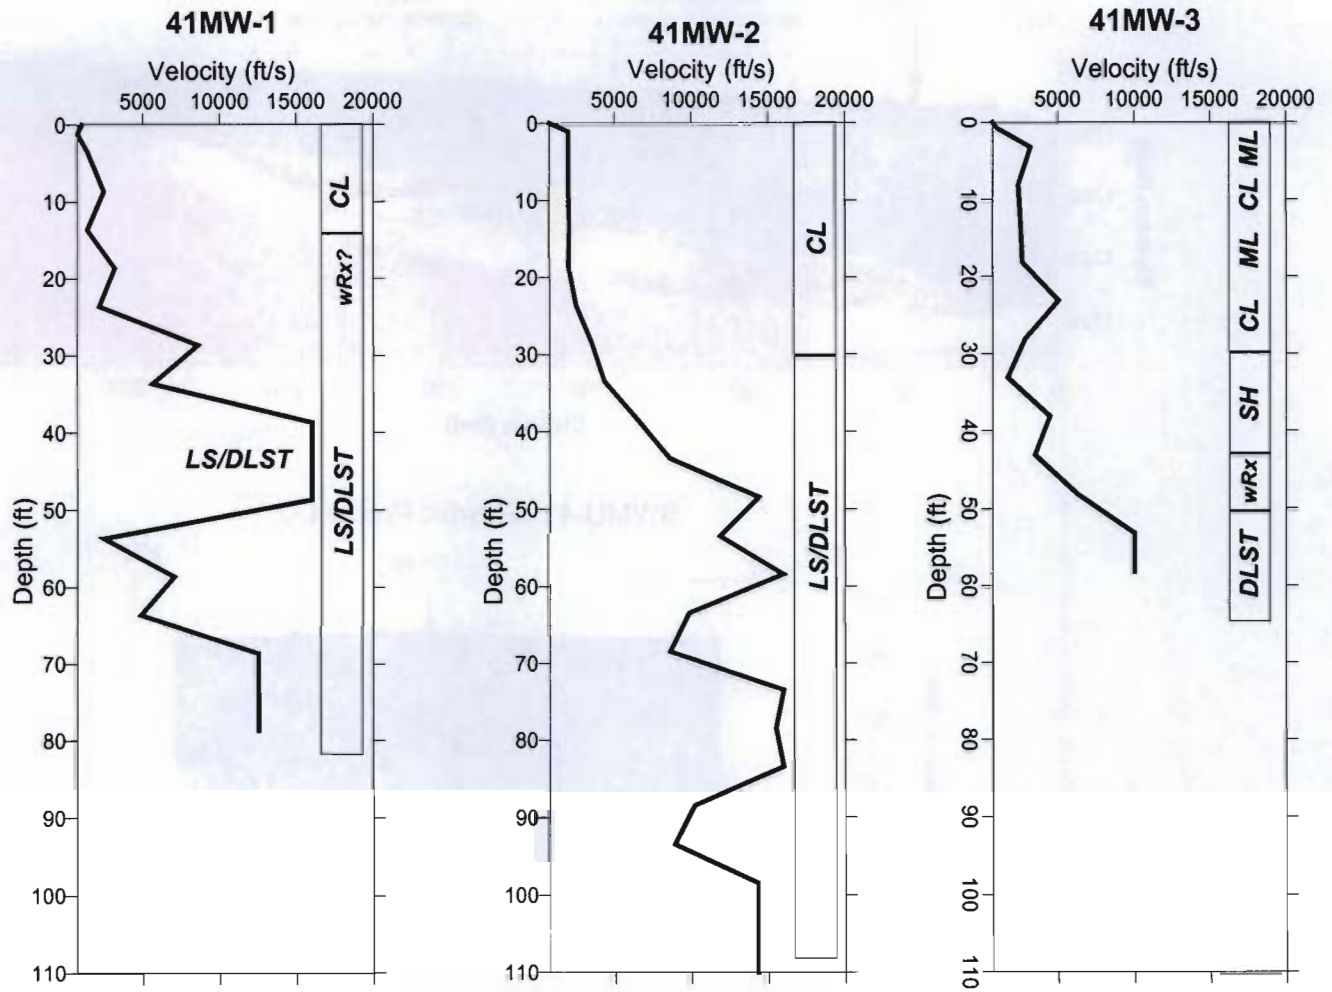 41MW-1
Velocity (ft/s)
5000 10000 15000 20000
0
10
20
30
40
50
60
70
80
90
100
110
Depth (ft)
LS/DLST
CL
wRx?
LS/DLST
41MW-2
Velocity (ft/s)
5000 10000 15000 20000
0
10
20
30
40
50
60
70
80
90
100
110
Depth (ft)
CL
LS/DLST
41MW-3
Velocity (ft/s)
5000 10000 15000 20000
0
10
20
30
40
50
60
70
80
90
100
110
Depth (ft)
ML
CL
ML
CL
SH
wRx
DLST